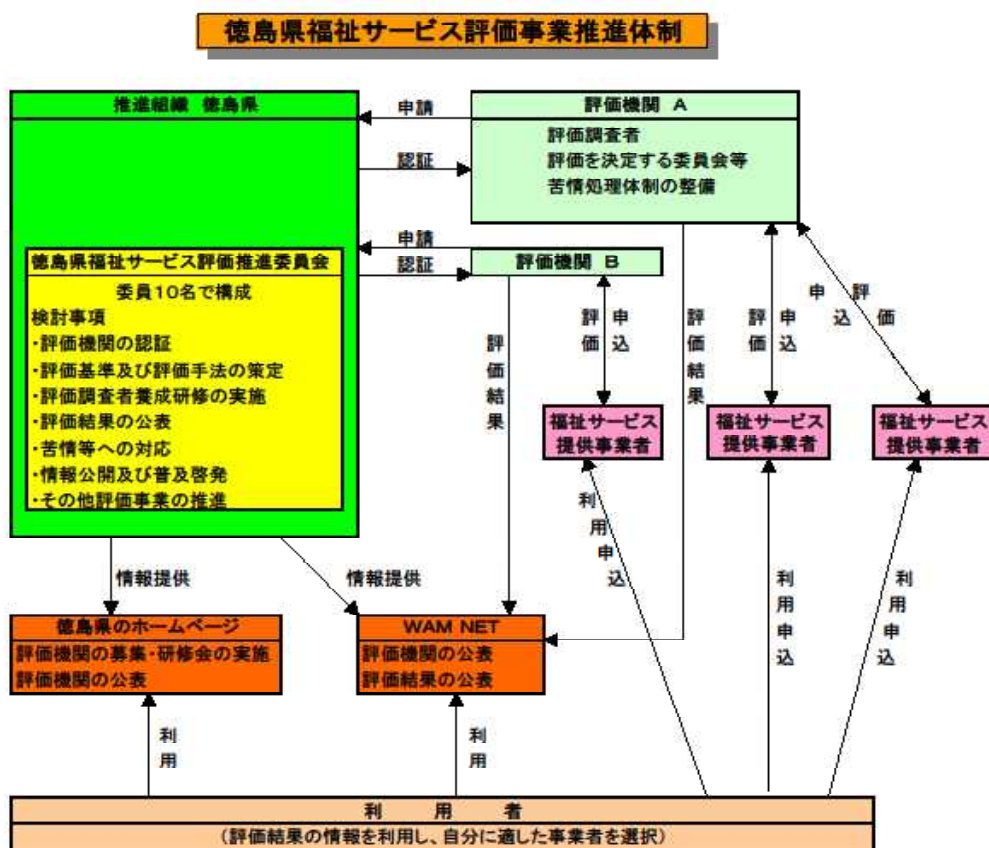 徳島県福祉サービス評価事業推進体制
推進組織 徳島県
申請
認証
評価機関 A
評価調査者
評価を決定する委員会等
苦情処理体制の整備
申請
認証
評価機関 B
徳島県福祉サービス評価推進委員会
委員10名で構成
検討事項
・評価機関の認証
・評価基準及び評価手法の策定
・評価調査者養成研修の実施
・評価結果の公表
・苦情等への対応
・情報公開及び普及啓発
・その他評価事業の推進
評価結果
評価
申込
評価結果
評価
申込
申込
評価
福祉サービス
提供事業者
福祉サービス
提供事業者
福祉サービス
提供事業者
情報提供
情報提供
利用申込
利用申込
利用申込
徳島県のホームページ
評価機関の募集・研修会の実施
評価機関の公表
WAM NET
評価機関の公表
評価結果の公表
利用
利用
利用者
(評価結果の情報を利用し、自分に適した事業者を選択)